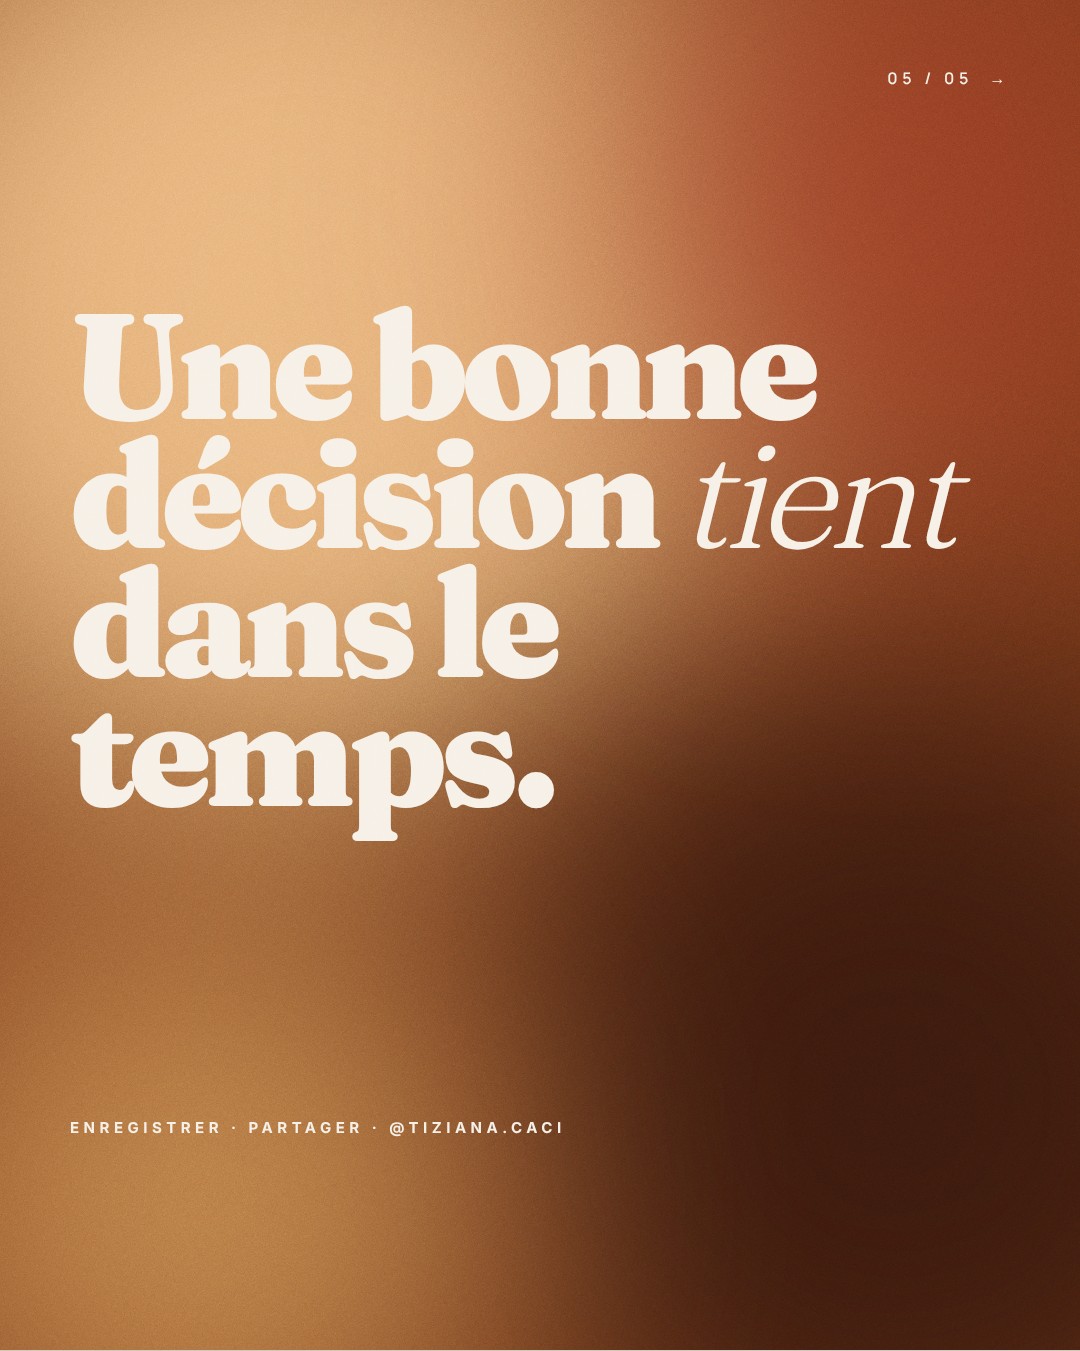 05 / 05 →
Une bonne
décision tient
dans le
temps.
ENREGISTRER · PARTAGER · @TIZIANA.CACI